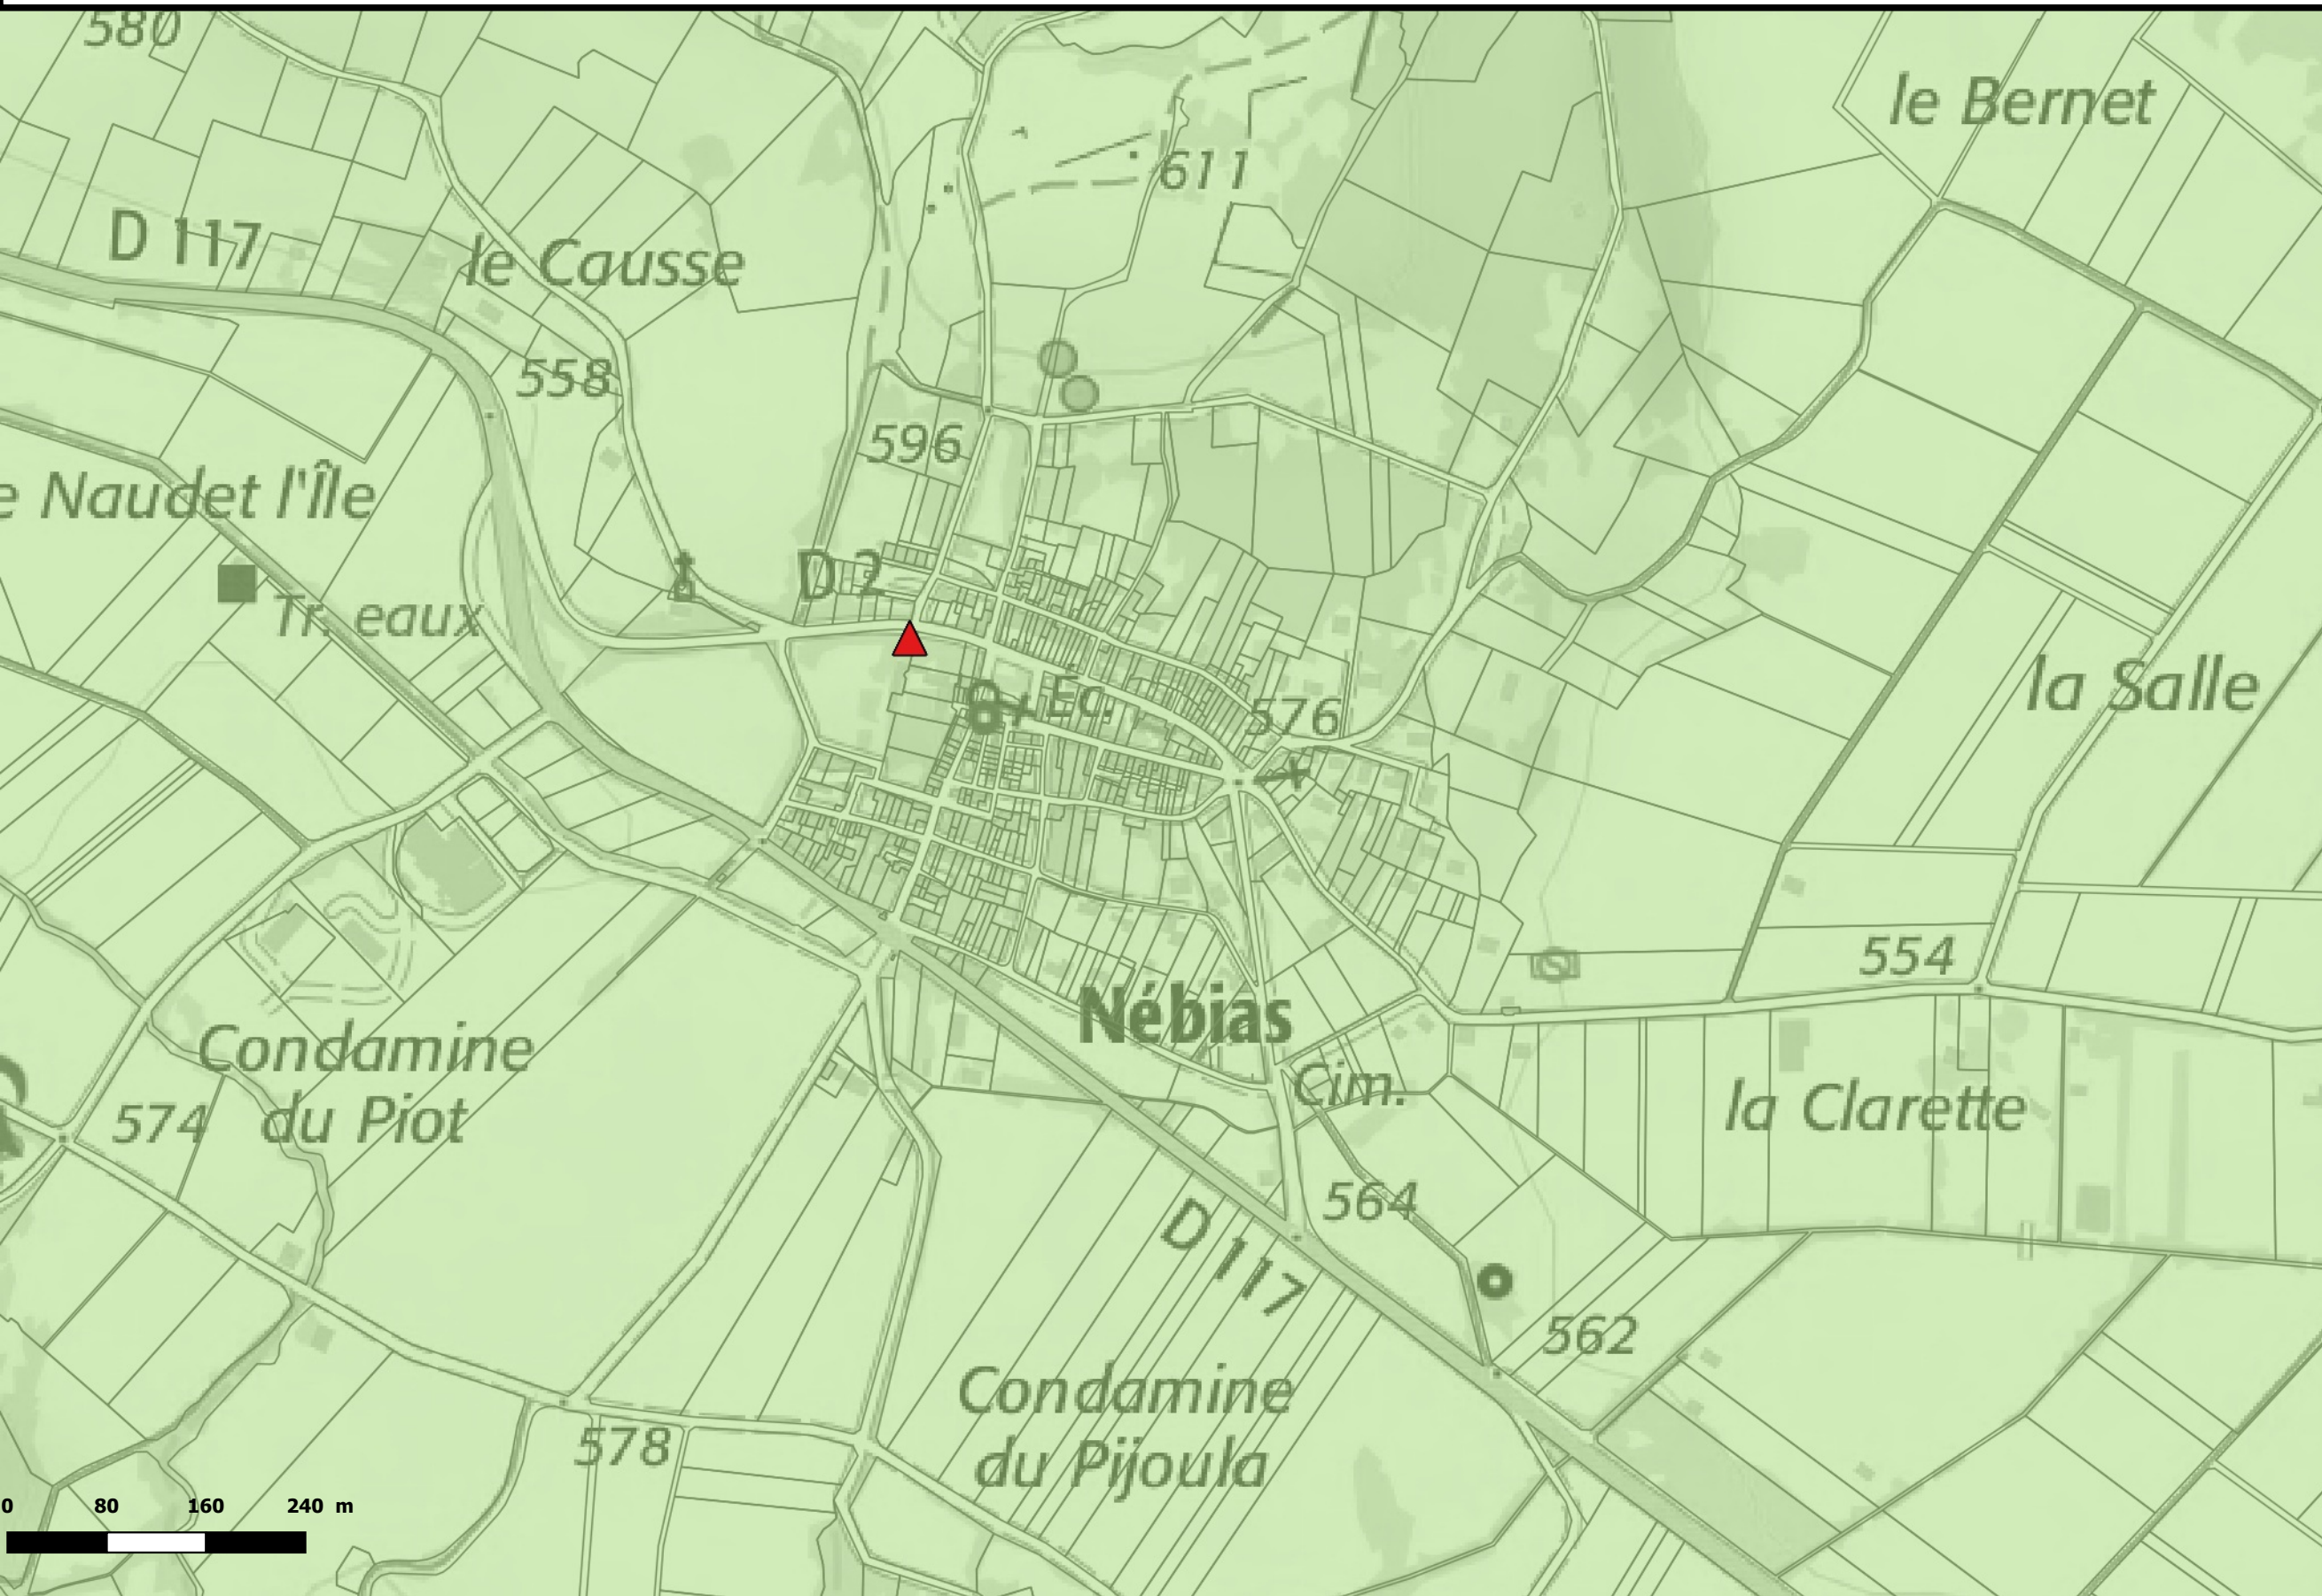 580
le Bernet
611
D 117
le Causse
558
596
e Naudet l'Île
D 2
Tr. eaux
Ec.
576
la Salle
554
Nébias
Condamine
du Piot
Cim.
la Clarette
574
564
D 117
562
Condamine
du Pijoula
578
0 80 160 240 m